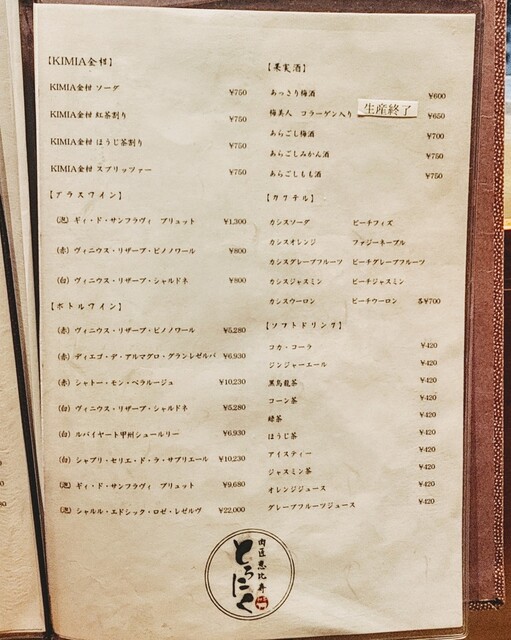 【KIMIA金柑】
KIMIA金柑 ソーダ ¥750
KIMIA金柑 紅茶割り ¥750
KIMIA金柑 ほうじ茶割り ¥750
KIMIA金柑 スプリッツァー ¥750
【グラスワイン】
(泡) ギィ・ド・サンフラヴィ ブリュット ¥1,300
(赤) ヴィニウス・リザーブ・ピノノワール ¥800
(白) ヴィニウス・リザーブ・シャルドネ ¥800
【ボトルワイン】
(赤) ヴィニウス・リザーブ・ピノノワール ¥5,280
(赤) ディエゴ・デ・アルマグロ・グランレゼルバ ¥6,930
(赤) シャトー・モン・ペラルージュ ¥10,230
(白) ヴィニウス・リザーブ・シャルドネ ¥5,280
(白) ルバイヤート甲州シュールリー ¥6,930
(白) シャブリ・セリエ・ド・ラ・サブリエール ¥10,230
(泡) ギィ・ド・サンフラヴィ ブリュット ¥9,680
(泡) シャルル・エドシック・ロゼ・レゼルヴ ¥22,000
【果実酒】
あっさり梅酒 ¥600
梅美人 コラーゲン入り 生産終了 ¥650
あらごし梅酒 ¥700
あらごしみかん酒 ¥750
あらごしもも酒 ¥750
【カクテル】
カシスソーダ ピーチフィズ
カシスオレンジ ファジーネーブル
カシスグレープフルーツ ピーチグレープフルーツ
カシスジャスミン ピーチジャスミン
カシスウーロン ピーチウーロン 各¥700
【ソフトドリンク】
コカ・コーラ ¥420
ジンジャーエール ¥420
黒烏龍茶 ¥420
コーン茶 ¥420
緑茶 ¥420
ほうじ茶 ¥420
アイスティー ¥420
ジャスミン茶 ¥420
オレンジジュース ¥420
グレープフルーツジュース ¥420
肉匠恵比寿
とろにく